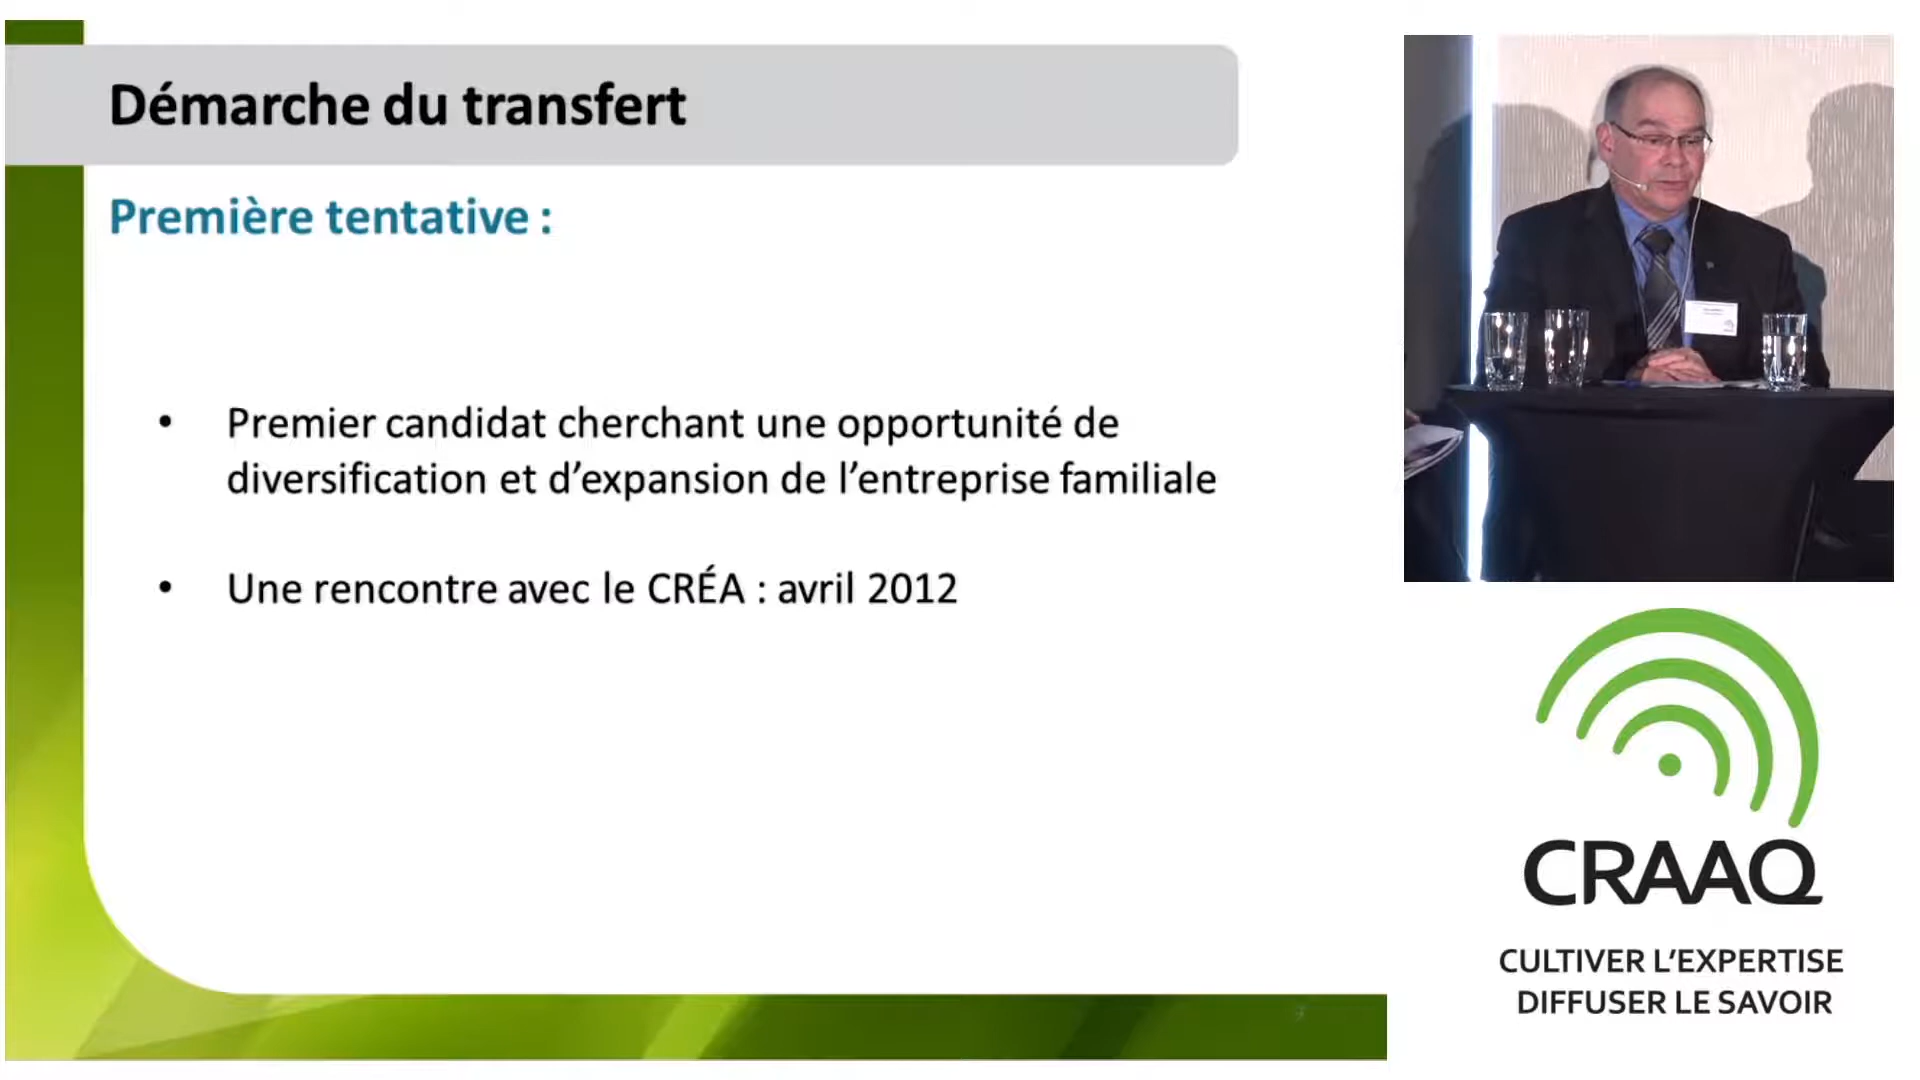 Démarche du transfert
Première tentative :
• Premier candidat cherchant une opportunité de
diversification et d’expansion de l’entreprise familiale
• Une rencontre avec le CRÉA : avril 2012
CRAAQ
CULTIVER L’EXPERTISE
DIFFUSER LE SAVOIR